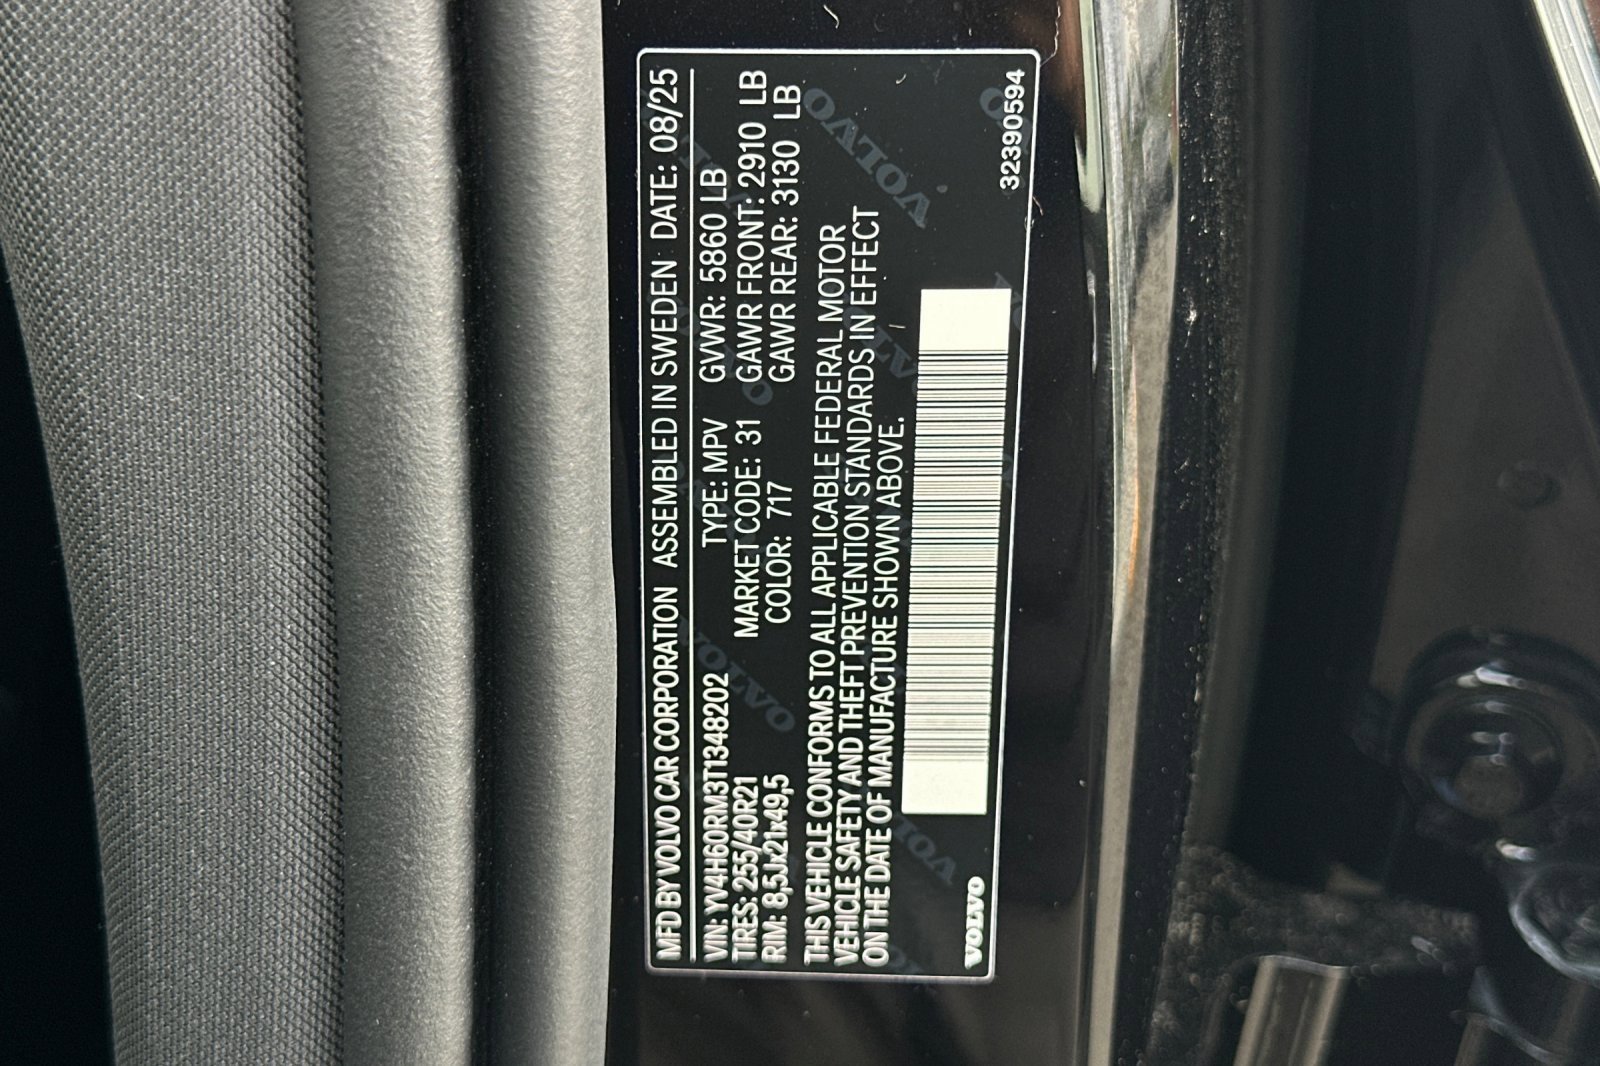 MFD BY VOLVO CAR CORPORATION ASSEMBLED IN SWEDEN DATE: 08/25
VIN: YV4H60RM3T1348202 TYPE: MPV GVWR: 5860 LB
TIRES: 255/40R21 MARKET CODE: 31 GAWR FRONT: 2910 LB
RIM: 8,5Jx21x49,5 COLOR: 717 GAWR REAR: 3130 LB
THIS VEHICLE CONFORMS TO ALL APPLICABLE FEDERAL MOTOR
VEHICLE SAFETY AND THEFT PREVENTION STANDARDS IN EFFECT
ON THE DATE OF MANUFACTURE SHOWN ABOVE.
VOLVO 32390594